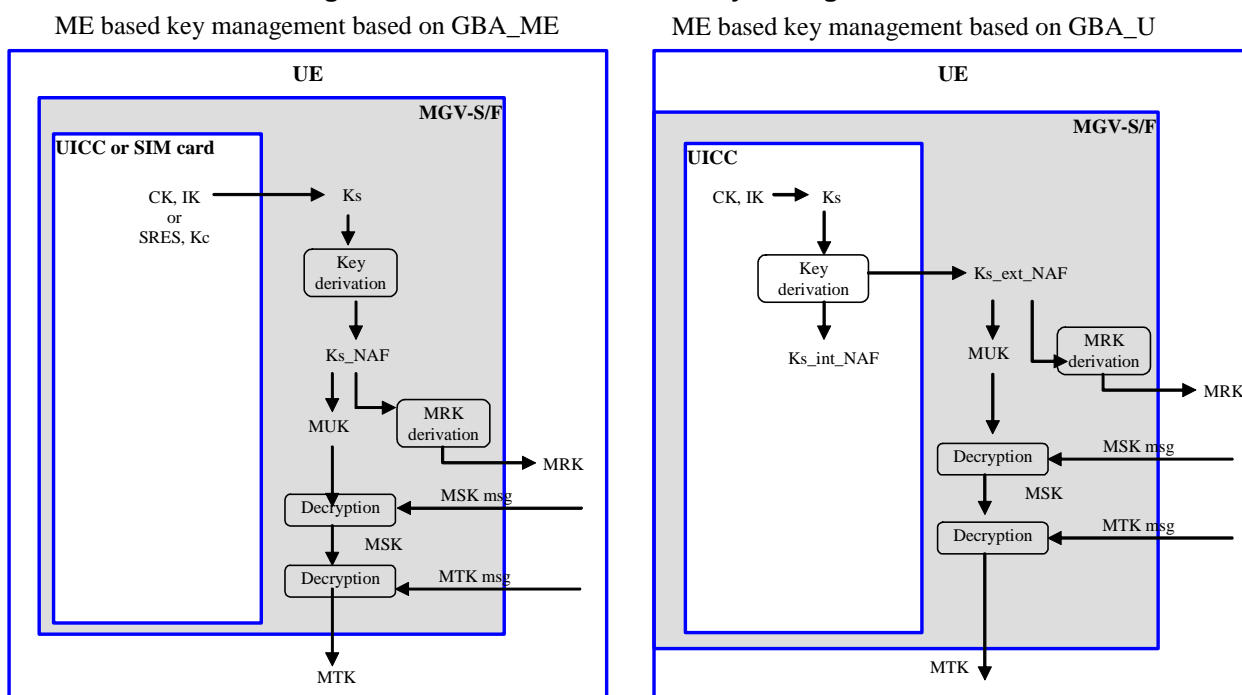 ME based key management based on GBA_ME
UE
MGV-S/F
UICC or SIM card
CK, IK
or
SRES, Kc
Ks
Key
derivation
Ks_NAF
MUK
MRK
derivation
MRK
Decryption
MSK msg
MSK
Decryption
MTK msg
MTK
ME based key management based on GBA_U
UE
MGV-S/F
UICC
CK, IK
Ks
Key
derivation
Ks_ext_NAF
Ks_int_NAF
MUK
MRK
derivation
MRK
Decryption
MSK msg
MSK
Decryption
MTK msg
MTK